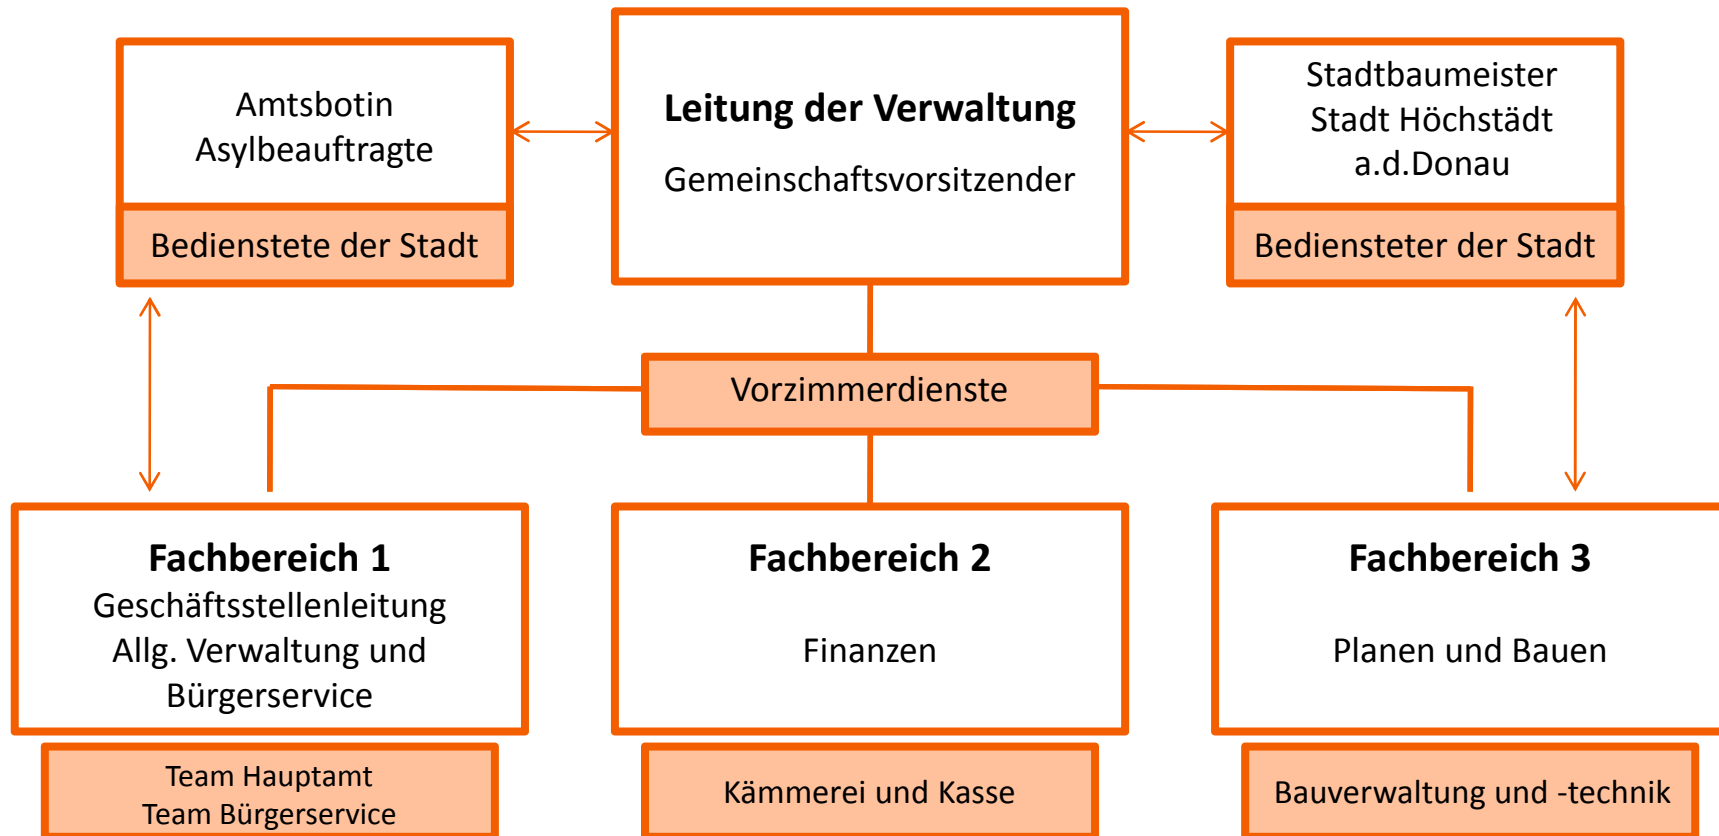 Amtsbotin
Asylbeauftragte
Bedienstete der Stadt
Leitung der Verwaltung
Gemeinschaftsvorsitzender
Stadtbaumeister
Stadt Höchstädt
a.d.Donau
Bediensteter der Stadt
Vorzimmerdienste
Fachbereich 1
Geschäftsstellenleitung
Allg. Verwaltung und
Bürgerservice
Team Hauptamt
Team Bürgerservice
Fachbereich 2
Finanzen
Kämmerei und Kasse
Fachbereich 3
Planen und Bauen
Bauverwaltung und -technik